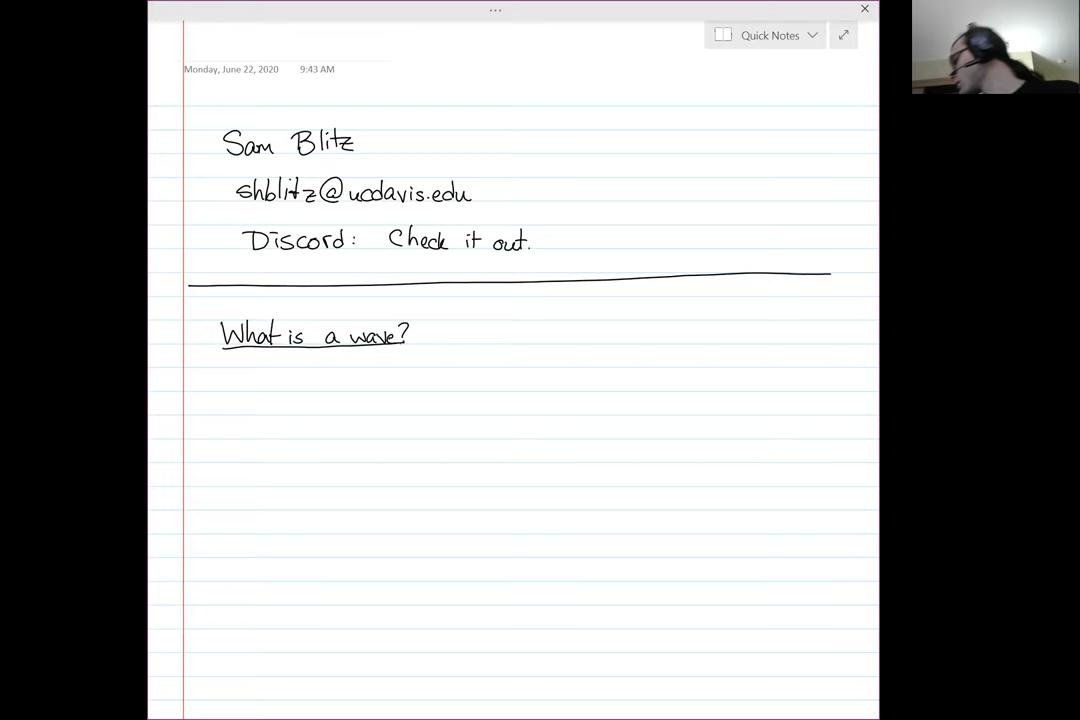 Quick Notes
Monday, June 22, 2020 9:43 AM
Sam Blitz
shblitz@ucdavis.edu
Discord: Check it out.
What is a wave?